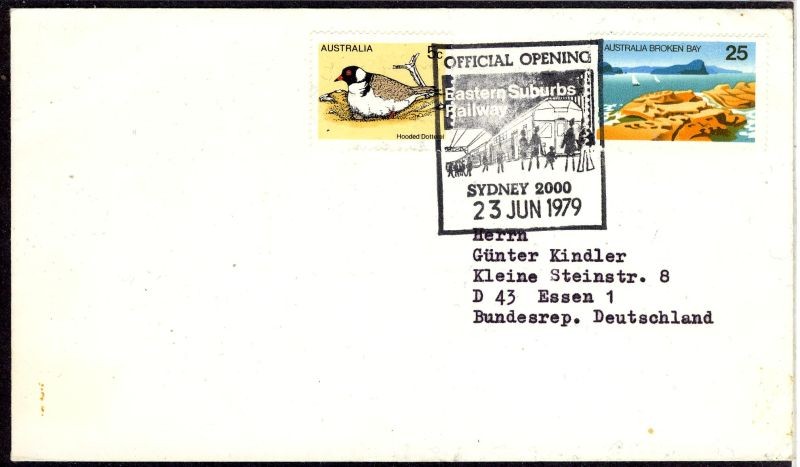 AUSTRALIA 5c
Hooded Dotterel
AUSTRALIA BROKEN BAY 25
OFFICIAL OPENING
Eastern Suburbs
Railway
SYDNEY 2000
23 JUN 1979
Herrn
Günter Kindler
Kleine Steinstr. 8
D 43 Essen 1
Bundesrep. Deutschland